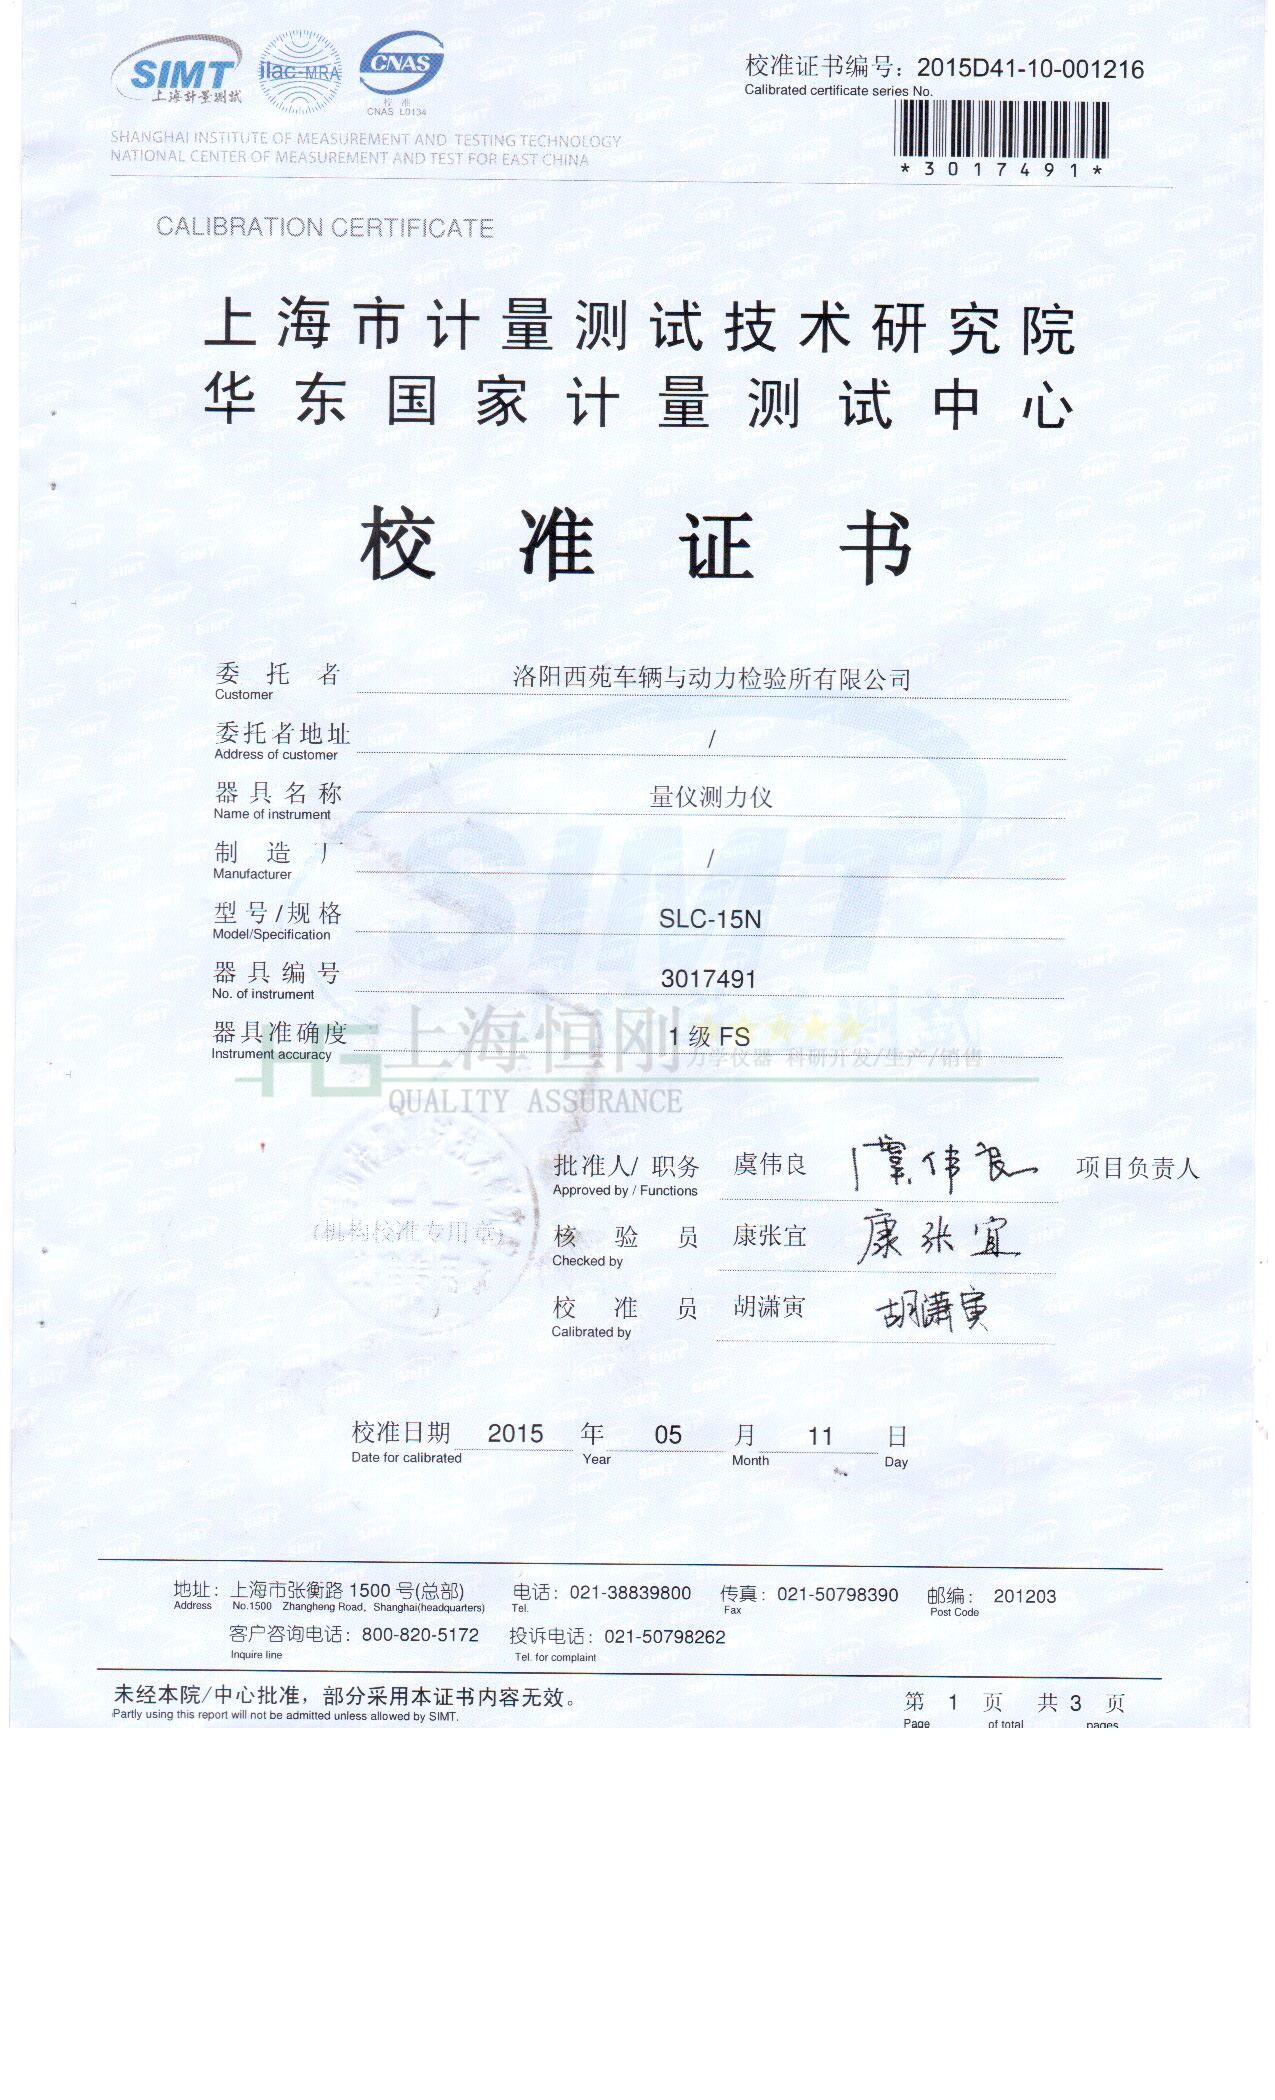 SIMT
上海计量测试
ilac-MRA
CNAS
校 准
CNAS L0134
校准证书编号：2015D41-10-001216
Calibrated certificate series No.
*3017491*
SHANGHAI INSTITUTE OF MEASUREMENT AND TESTING TECHNOLOGY
NATIONAL CENTER OF MEASUREMENT AND TEST FOR EAST CHINA
CALIBRATION CERTIFICATE
上海市计量测试技术研究院
华东国家计量测试中心
校准证书
委托者 洛阳西苑车辆与动力检验所有限公司
Customer
委托者地址 /
Address of customer
器具名称 量仪测力仪
Name of instrument
制造厂 /
Manufacturer
型号/规格 SLC-15N
Model/Specification
器具编号 3017491
No. of instrument
器具准确度 1 级 FS
Instrument accuracy
HG 上海恒刚
力学仪器 科研开发/生产/销售
QUALITY ASSURANCE
批准人/ 职务 虞伟良 虞伟良 项目负责人
Approved by / Functions
(机构校准专用章)
核验员 康张宜 康张宜
Checked by
校准员 胡潇寅 胡潇寅
Calibrated by
校准日期 2015 年 05 月 11 日
Date for calibrated Year Month Day
地址：上海市张衡路 1500 号(总部) 电话：021-38839800 传真：021-50798390 邮编：201203
Address No.1500 Zhangheng Road, Shanghai(headquarters) Tel. Fax Post Code
客户咨询电话：800-820-5172 投诉电话：021-50798262
Inquire line Tel. for complaint
未经本院/中心批准，部分采用本证书内容无效。
Partly using this report will not be admitted unless allowed by SIMT.
第 1 页 共 3 页
Page of total pages